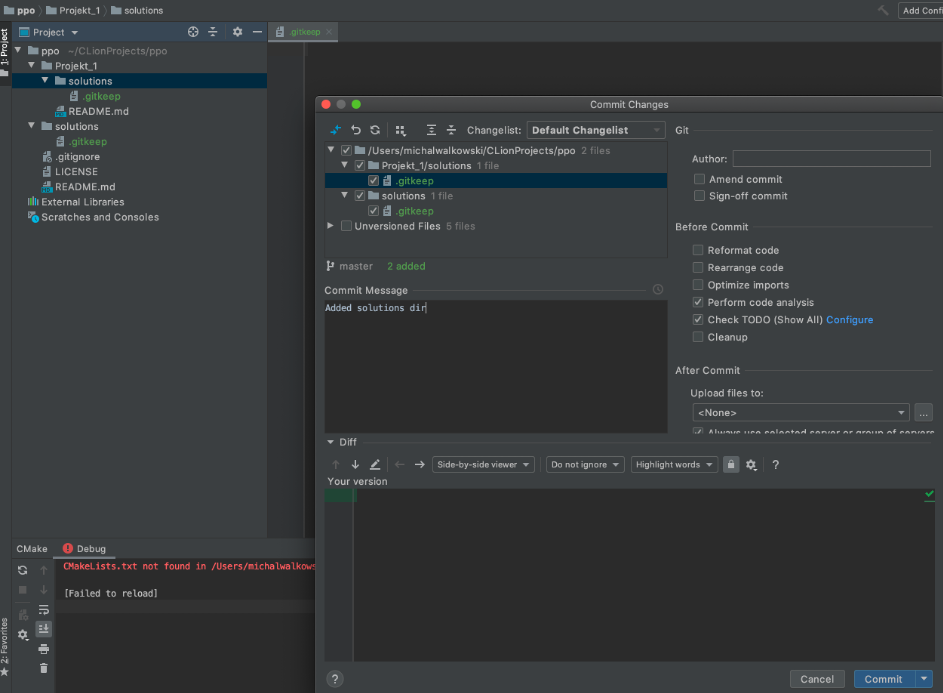 ppo Projekt_1 solutions
Add Confi
1: Project
Project
ppo ~/CLionProjects/ppo
Projekt_1
solutions
.gitkeep
README.md
solutions
.gitkeep
.gitignore
LICENSE
README.md
External Libraries
Scratches and Consoles
.gitkeep
Commit Changes
Changelist: Default Changelist
/Users/michalwalkowski/CLionProjects/ppo 2 files
Projekt_1/solutions 1 file
.gitkeep
solutions 1 file
.gitkeep
Unversioned Files 5 files
master 2 added
Commit Message
Added solutions dir
Git
Author:
Amend commit
Sign-off commit
Before Commit
Reformat code
Rearrange code
Optimize imports
Perform code analysis
Check TODO (Show All) Configure
Cleanup
After Commit
Upload files to:
<None>
...
Always use selected server or group of servers
Diff
Side-by-side viewer Do not ignore Highlight words ?
Your version
CMake Debug
CMakeLists.txt not found in /Users/michalwalkows
[Failed to reload]
2: Favorites
?
Cancel Commit